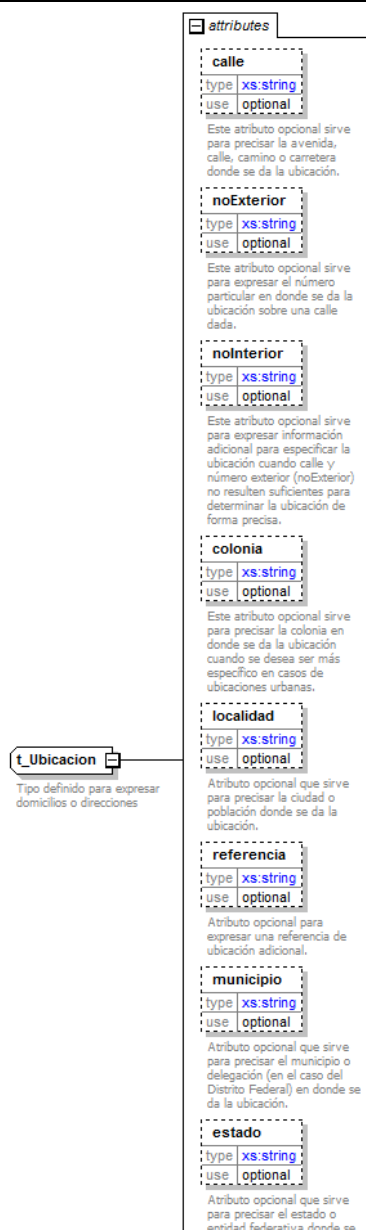 attributes
calle
type xs:string
use optional
Este atributo opcional sirve
para precisar la avenida,
calle, camino o carretera
donde se da la ubicación.
noExterior
type xs:string
use optional
Este atributo opcional sirve
para expresar el número
particular en donde se da la
ubicación sobre una calle
dada.
noInterior
type xs:string
use optional
Este atributo opcional sirve
para expresar información
adicional para especificar la
ubicación cuando calle y
número exterior (noExterior)
no resulten suficientes para
determinar la ubicación de
forma precisa.
colonia
type xs:string
use optional
Este atributo opcional sirve
para precisar la colonia en
donde se da la ubicación
cuando se desea ser más
específico en casos de
ubicaciones urbanas.
localidad
type xs:string
use optional
t_Ubicacion
Tipo definido para expresar
domicilios o direcciones
Atributo opcional que sirve
para precisar la ciudad o
población donde se da la
ubicación.
referencia
type xs:string
use optional
Atributo opcional para
expresar una referencia de
ubicación adicional.
municipio
type xs:string
use optional
Atributo opcional que sirve
para precisar el municipio o
delegación (en el caso del
Distrito Federal) en donde se
da la ubicación.
estado
type xs:string
use optional
Atributo opcional que sirve
para precisar el estado o
entidad federativa donde se